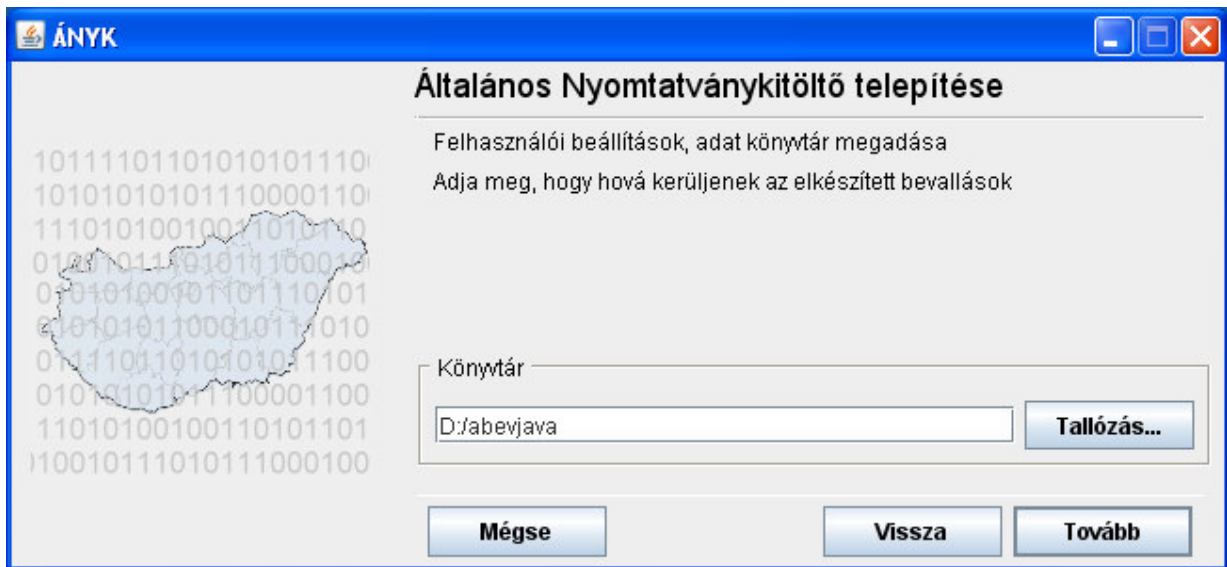 ÁNYK
Általános Nyomtatványkitöltő telepítése
Felhasználói beállítások, adat könyvtár megadása
Adja meg, hogy hová kerüljenek az elkészített bevallások
Könyvtár
D:/abevjava
Tallózás...
Mégse
Vissza
Tovább